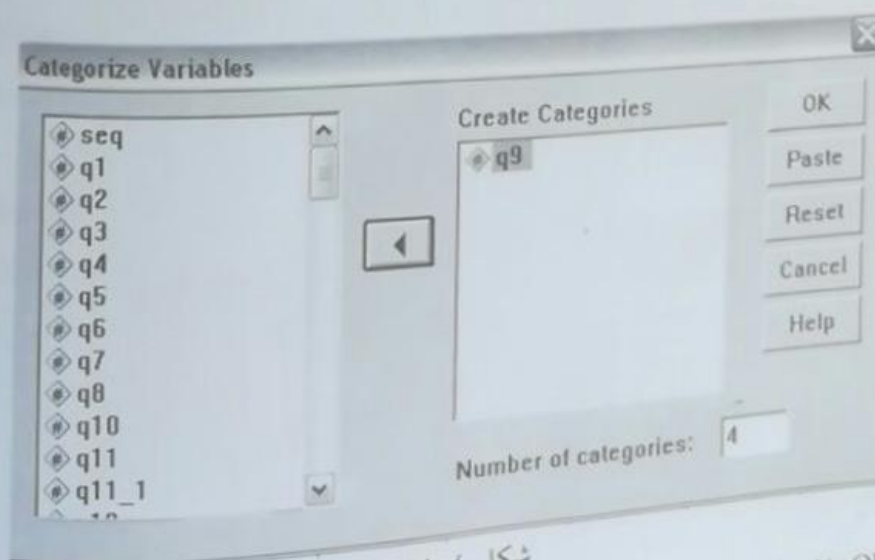 Categorize Variables
seq
q1
q2
q3
q4
q5
q6
q7
q8
q10
q11
q11_1
Create Categories
q9
Number of categories: 4
OK
Paste
Reset
Cancel
Help